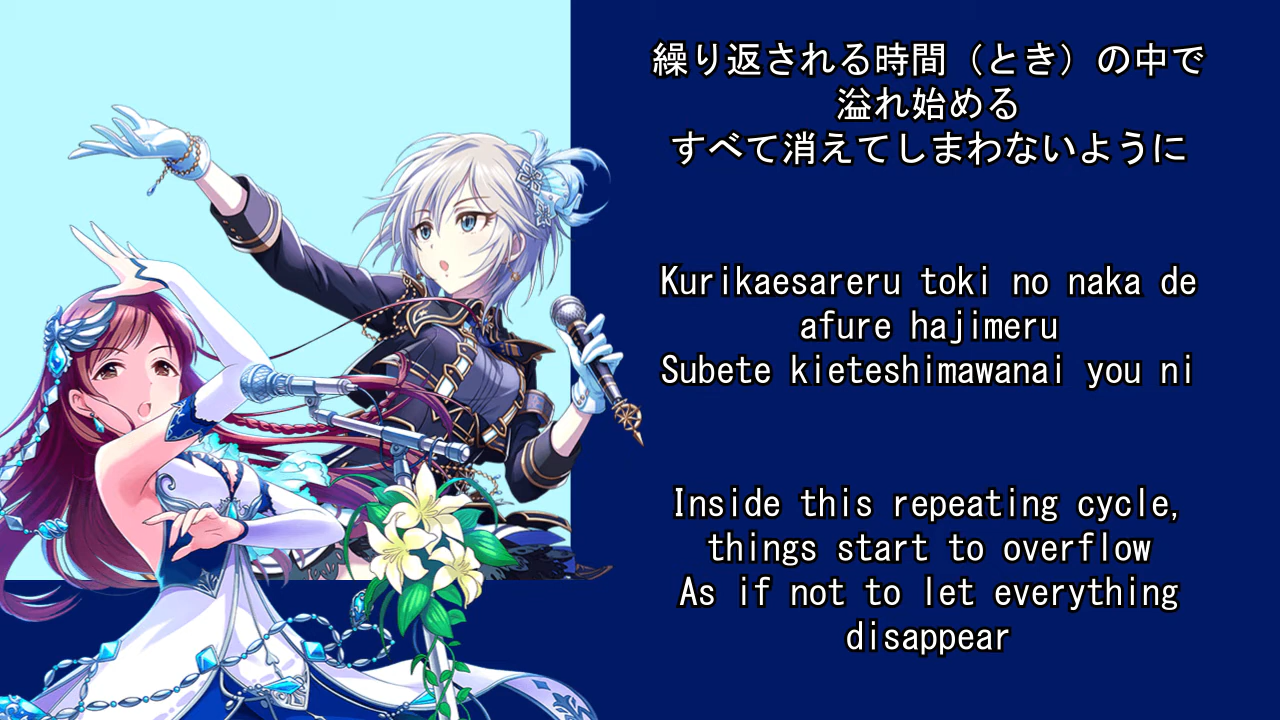 繰り返される時間（とき）の中で
溢れ始める
すべて消えてしまわないように
Kurikaesareru toki no naka de
afure hajimeru
Subete kieteshimawanai you ni
Inside this repeating cycle,
things start to overflow
As if not to let everything
disappear